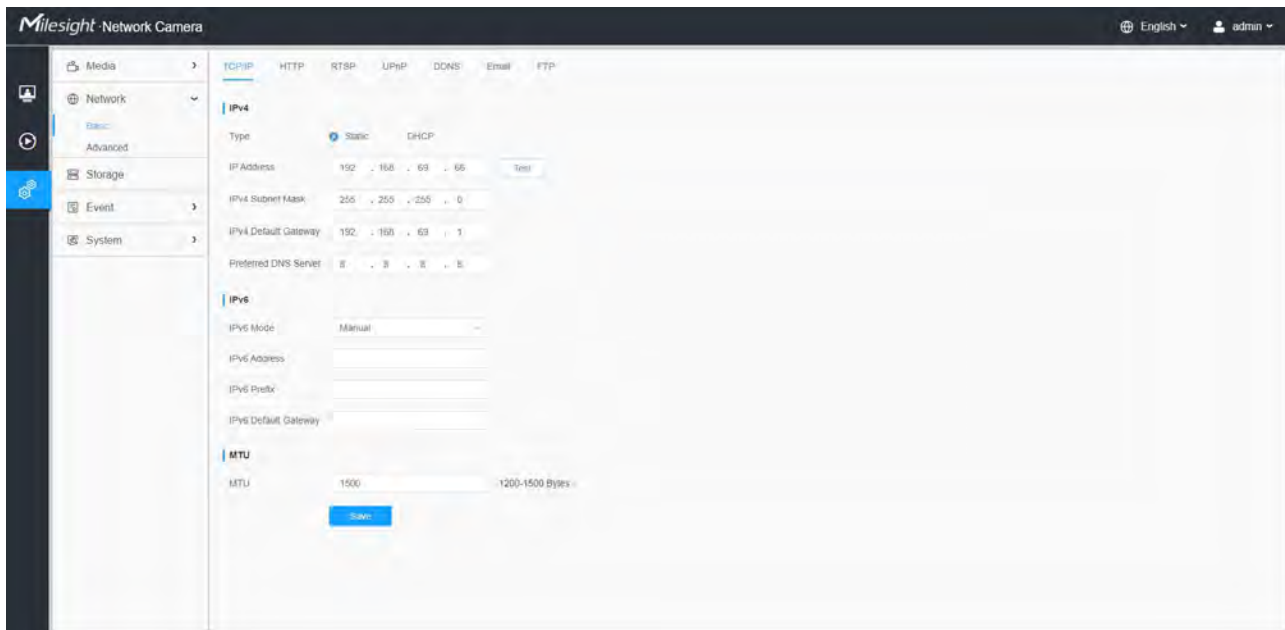 Milesight Network Camera
English
admin
Media
Network
Basic
Advanced
Storage
Event
System
TCP/IP HTTP RTSP UPnP DDNS Email FTP
IPv4
Type Static DHCP
IP Address 192 . 168 . 69 . 66 Test
IPv4 Subnet Mask 255 . 255 . 255 . 0
IPv4 Default Gateway 192 . 168 . 69 . 1
Preferred DNS Server 8 . 8 . 8 . 8
IPv6
IPv6 Mode Manual
IPv6 Address
IPv6 Prefix
IPv6 Default Gateway
MTU
MTU 1500 1200-1500 Bytes
Save